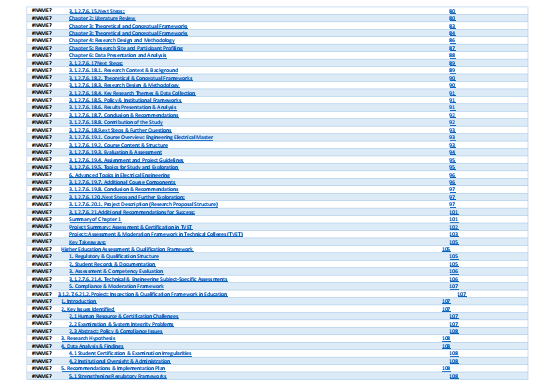 #NAME? 3.1.2.7.6.15.Next Steps: 80
#NAME? Chapter 2: Literature Review 80
#NAME? Chapter 3: Theoretical and Conceptual Frameworks 83
#NAME? Chapter 3: Theoretical and Conceptual Frameworks 84
#NAME? Chapter 4: Research Design and Methodology 86
#NAME? Chapter 5: Research Site and Participant Profiling 87
#NAME? Chapter 6: Data Presentation and Analysis 88
#NAME? 3.1.2.7.6.17Next Steps: 89
#NAME? 3.1.2.7.6.18.1. Research Context & Background 89
#NAME? 3.1.2.7.6.18.2. Theoretical & Conceptual Frameworks 90
#NAME? 3.1.2.7.6.18.3. Research Design & Methodology 90
#NAME? 3.1.2.7.6.18.4. Key Research Themes & Data Collection 91
#NAME? 3.1.2.7.6.18.5. Policy & Institutional Frameworks 91
#NAME? 3.1.2.7.6.18.6. Results Presentation & Analysis 91
#NAME? 3.1.2.7.6.18.7. Conclusion & Recommendations 92
#NAME? 3.1.2.7.6.18.8. Contribution of the Study 92
#NAME? 3.1.2.7.6.18.9.Next Steps & Further Questions 93
#NAME? 3.1.2.7.6.19.1. Course Overview: Engineering Electrical Master 93
#NAME? 3.1.2.7.6.19.2. Course Content & Structure 93
#NAME? 3.1.2.7.6.19.3. Evaluation & Assessment 94
#NAME? 3.1.2.7.6.19.4. Assignment and Project Guidelines 95
#NAME? 3.1.2.7.6.19.5. Topics for Study and Exploration 95
#NAME? 6. Advanced Topics in Electrical Engineering 96
#NAME? 3.1.2.7.6.19.7. Additional Course Components 96
#NAME? 3.1.2.7.6.19.8. Conclusion & Recommendations 97
#NAME? 3.1.2.7.6.120.Next Steps and Further Exploration: 97
#NAME? 3.1.2.7.6.20.1. Project Description (Research Proposal Structure) 97
#NAME? 3.1.2.7.6.21.Additional Recommendations for Success: 101
#NAME? Summary of Chapter 1 101
#NAME? Project Summary: Assessment & Certification in TVET 102
#NAME? Project: Assessment & Moderation Framework in Technical Colleges (TVET) 103
#NAME? Key Takeaways: 105
#NAME? Higher Education Assessment & Qualification Framework 105
#NAME? 1. Regulatory & Qualification Structure 105
#NAME? 2. Student Records & Documentation 105
#NAME? 3. Assessment & Competency Evaluation 106
#NAME? 3.1.2.7.6.21.4. Technical & Engineering Subject-Specific Assessments 106
#NAME? 5. Compliance & Moderation Framework 107
#NAME? 3.1.2.7.6.21.2. Project: Inspection & Qualification Framework in Education 107
#NAME? 1. Introduction 107
#NAME? 2. Key Issues Identified 107
#NAME? 2.1 Human Resource & Certification Challenges 107
#NAME? 2.2 Examination & System Integrity Problems 107
#NAME? 2.3 Abstract: Policy & Compliance Issues 108
#NAME? 3. Research Hypothesis 108
#NAME? 4. Data Analysis & Findings 108
#NAME? 4.1 Student Certification & Examination Irregularities 108
#NAME? 4.2 Institutional Oversight & Administration 108
#NAME? 5. Recommendations & Implementation Plan 108
#NAME? 5.1 Strengthening Regulatory Frameworks 108